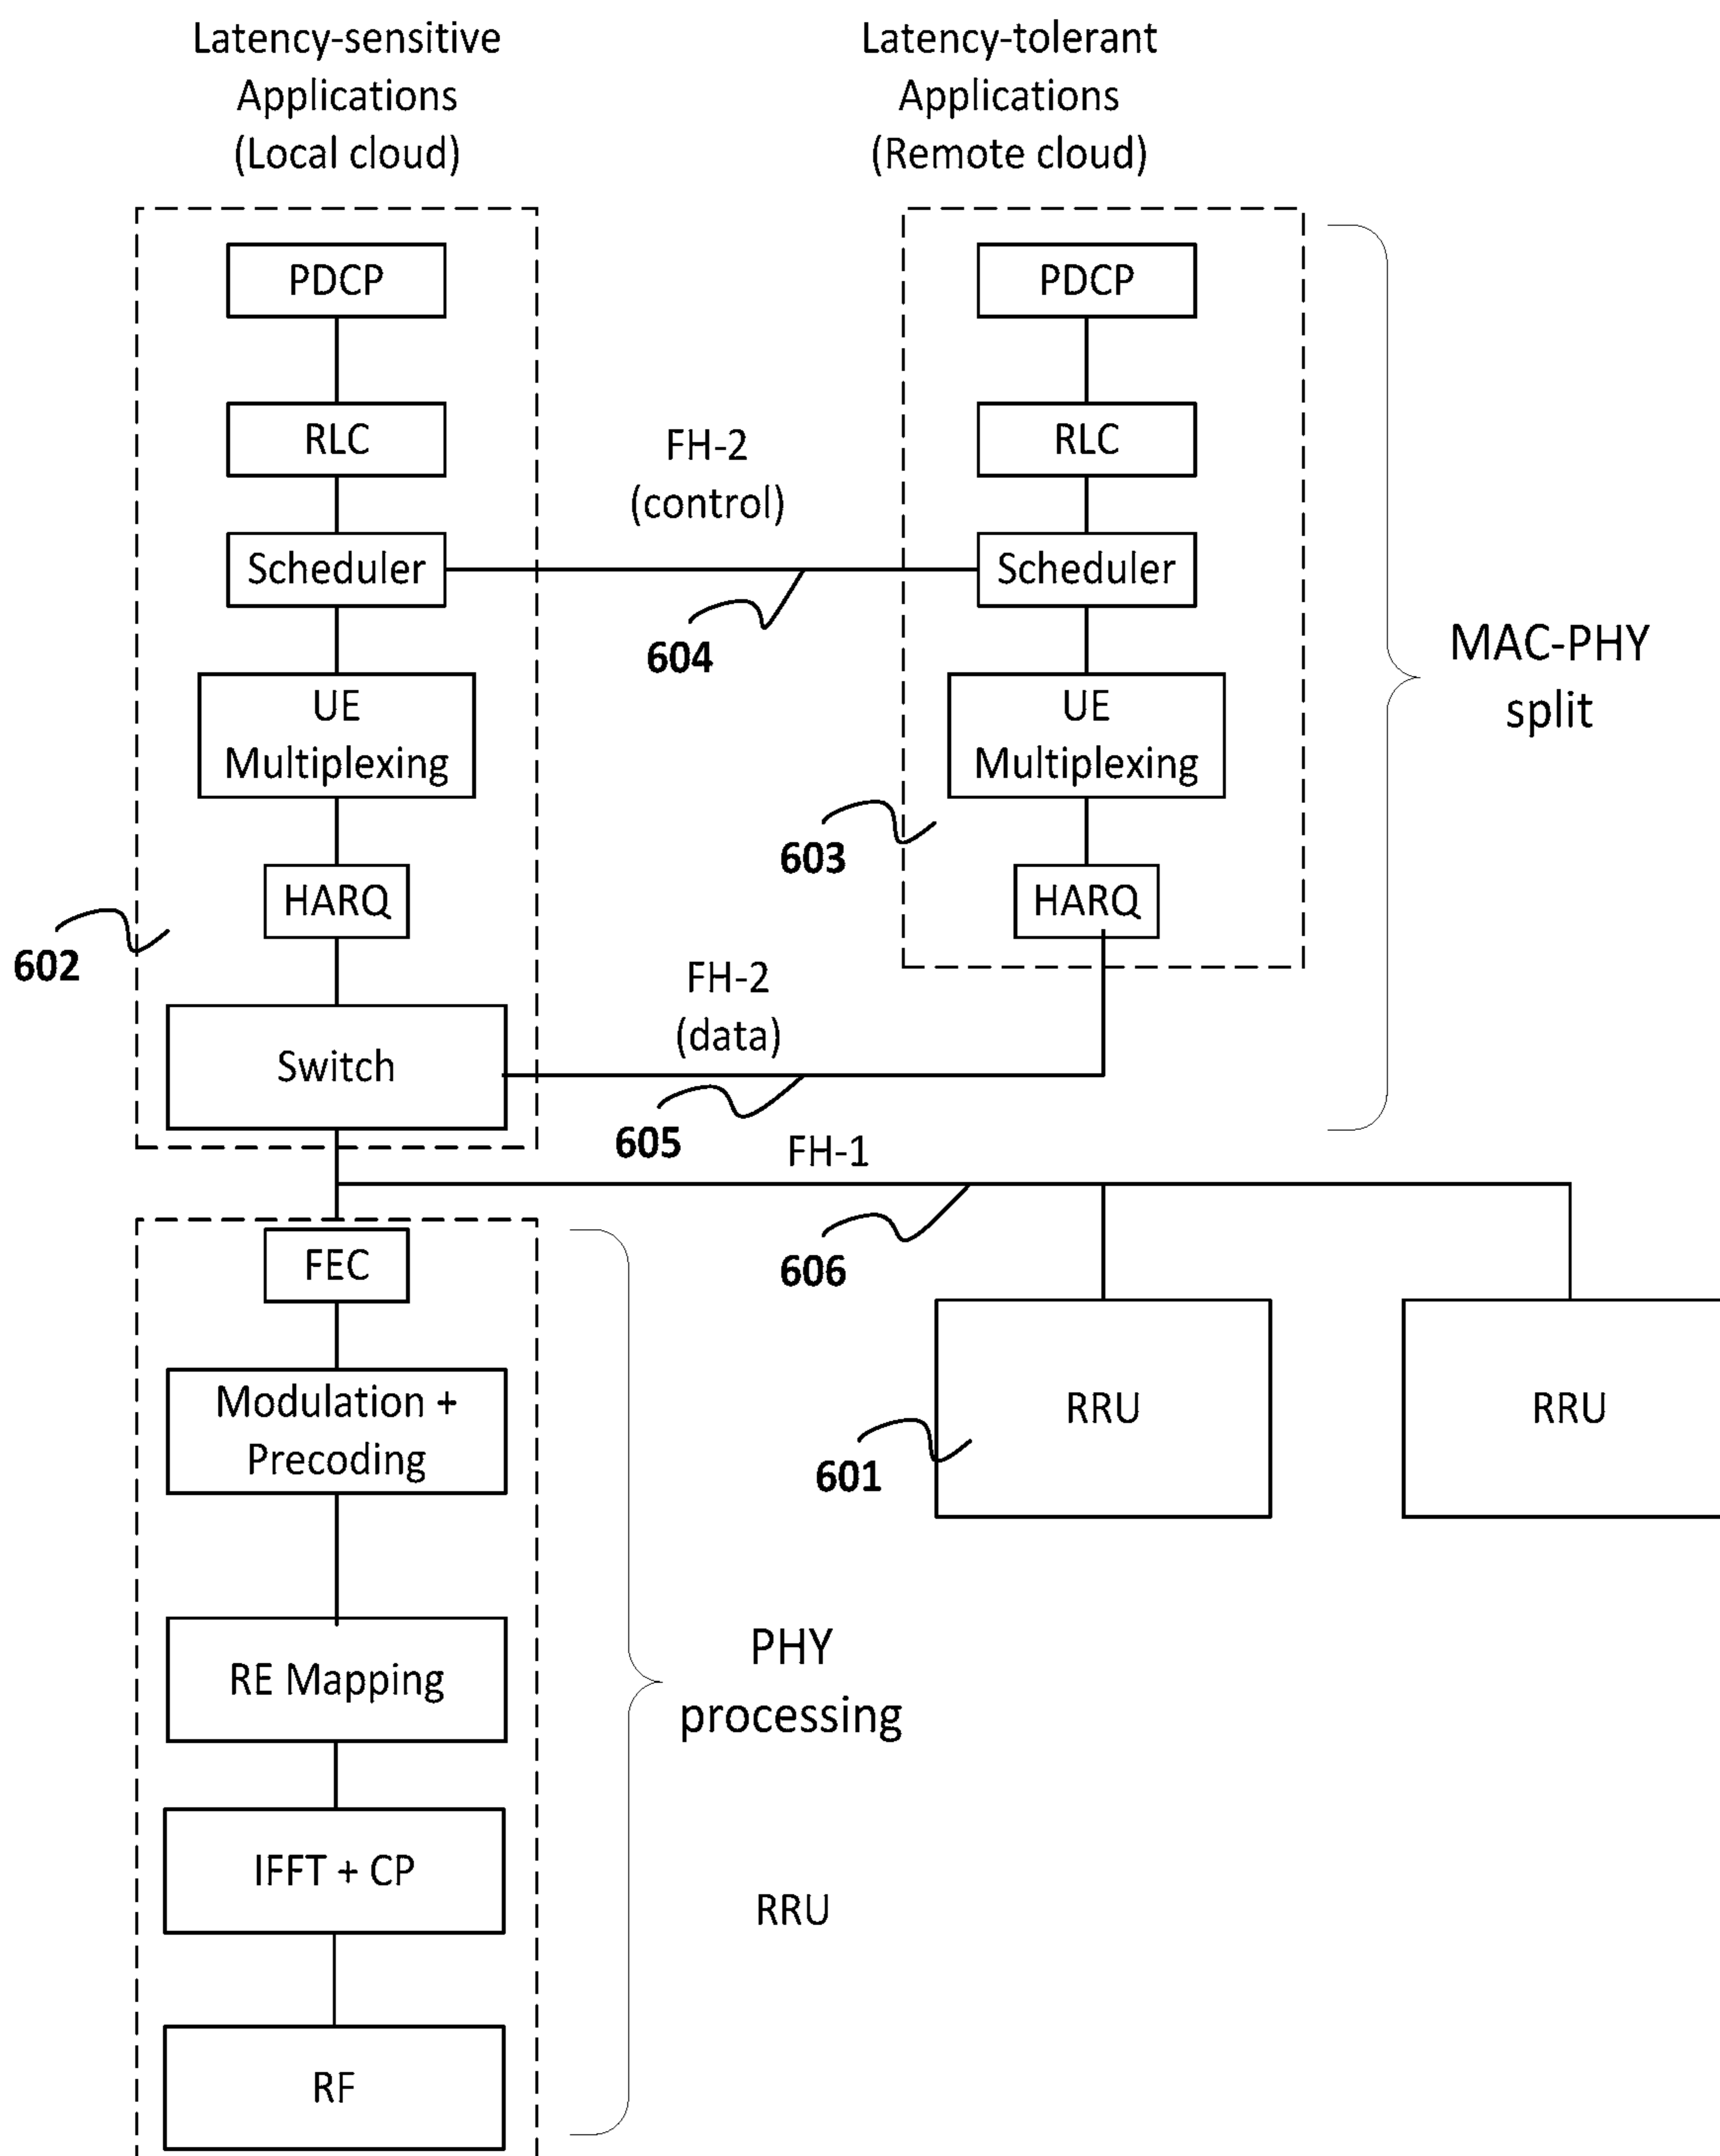 Latency-sensitive
Applications
(Local cloud)
Latency-tolerant
Applications
(Remote cloud)
PDCP
PDCP
RLC
RLC
FH-2
(control)
Scheduler
Scheduler
604
MAC-PHY
split
UE
Multiplexing
UE
Multiplexing
603
HARQ
HARQ
602
FH-2
(data)
Switch
605
FH-1
FEC
606
Modulation +
Precoding
RRU
RRU
601
RE Mapping
PHY
processing
IFFT + CP
RRU
RF